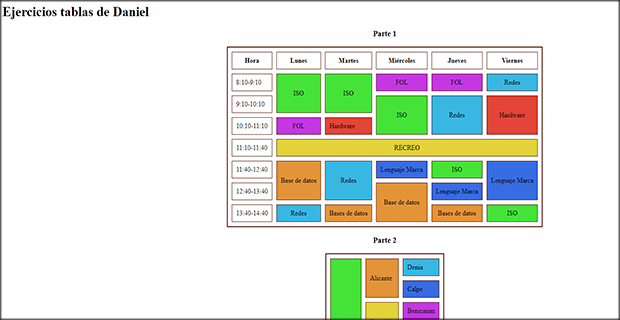 Ejercicios tablas de Daniel
Parte 1
Hora Lunes Martes Miércoles Jueves Viernes
8:10-9:10 ISO ISO FOL FOL Redes
9:10-10:10 ISO Redes Hardware
10:10-11:10 FOL Hardware
11:10-11:40 RECREO
11:40-12:40 Base de datos Redes Lenguaje Marca ISO Lenguaje Marca
12:40-13:40 Base de datos Lenguaje Marca
13:40-14:40 Redes Bases de datos Bases de datos ISO
Parte 2
Alicante Denia
Calpe
Benicasim